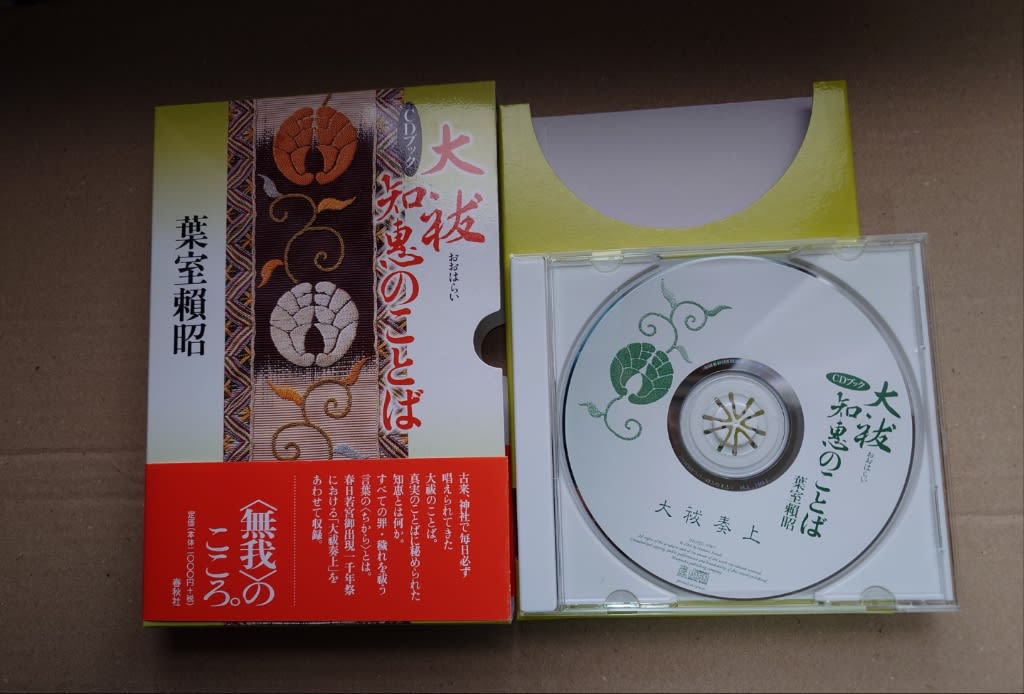 CDブック
大祓
おおはらい
知惠のことば
葉室賴昭
古来、神社で毎日必ず
唱えられてきた
大祓のことば。
真実のことばに秘められた
知恵とは何か。
すべての罪・穢れを祓う
言葉の〈ちから〉とは。
春日若宮御出現一千年祭
における「大祓奏上」を
あわせて収録。
〈無我〉の
こころ。
定価(本体二〇〇〇円+税)
春秋社
CDブック
大祓
おおはらい
知惠のことば
葉室賴昭
大祓奏上